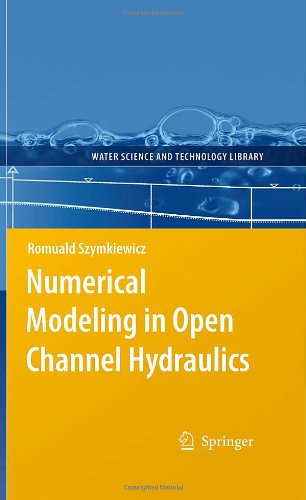 WATER SCIENCE AND TECHNOLOGY LIBRARY
Romuald Szymkiewicz
Numerical
Modeling in Open
Channel Hydraulics
Springer